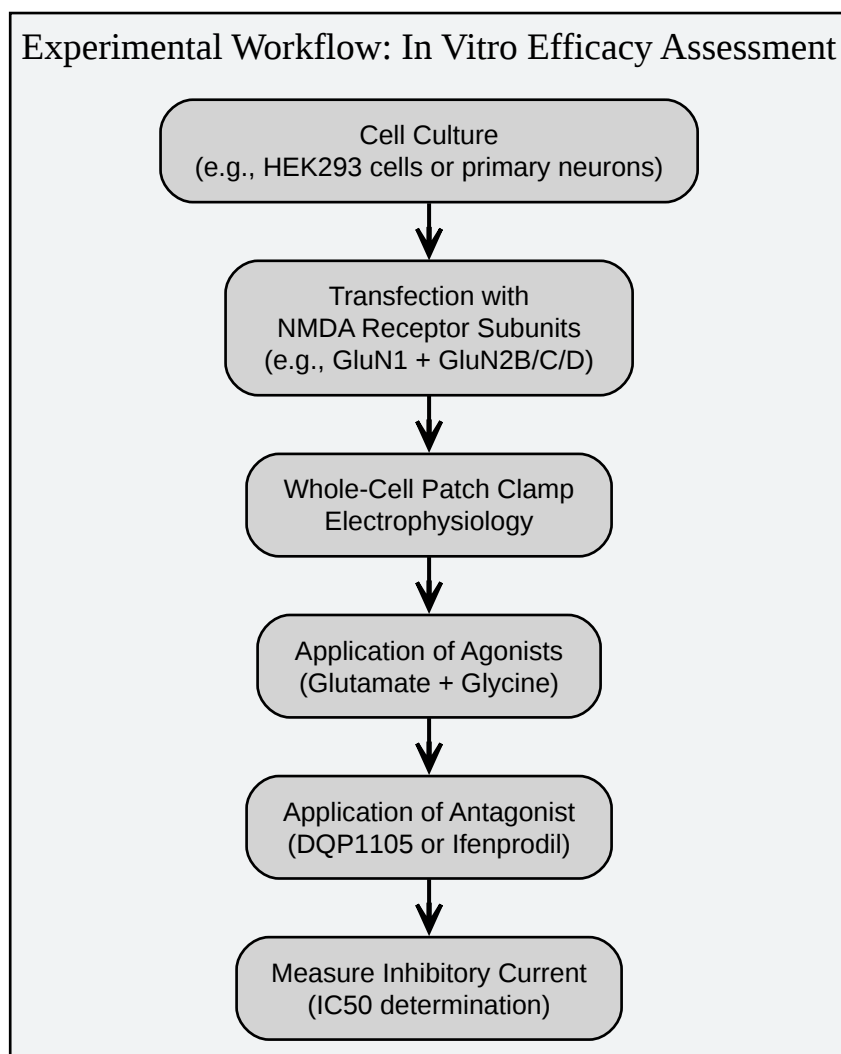 Experimental Workflow: In Vitro Efficacy Assessment
Cell Culture
(e.g., HEK293 cells or primary neurons)
Transfection with
NMDA Receptor Subunits
(e.g., GluN1 + GluN2B/C/D)
Whole-Cell Patch Clamp
Electrophysiology
Application of Agonists
(Glutamate + Glycine)
Application of Antagonist
(DQP1105 or Ifenprodil)
Measure Inhibitory Current
(IC50 determination)